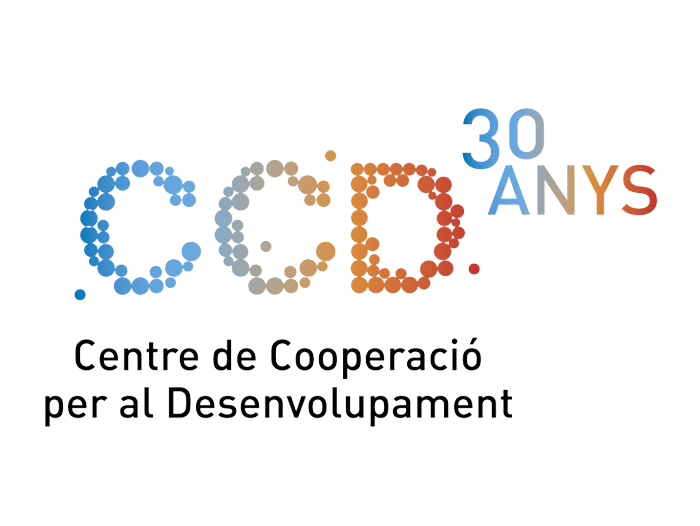 CCD
30
ANYS
Centre de Cooperació
per al Desenvolupament